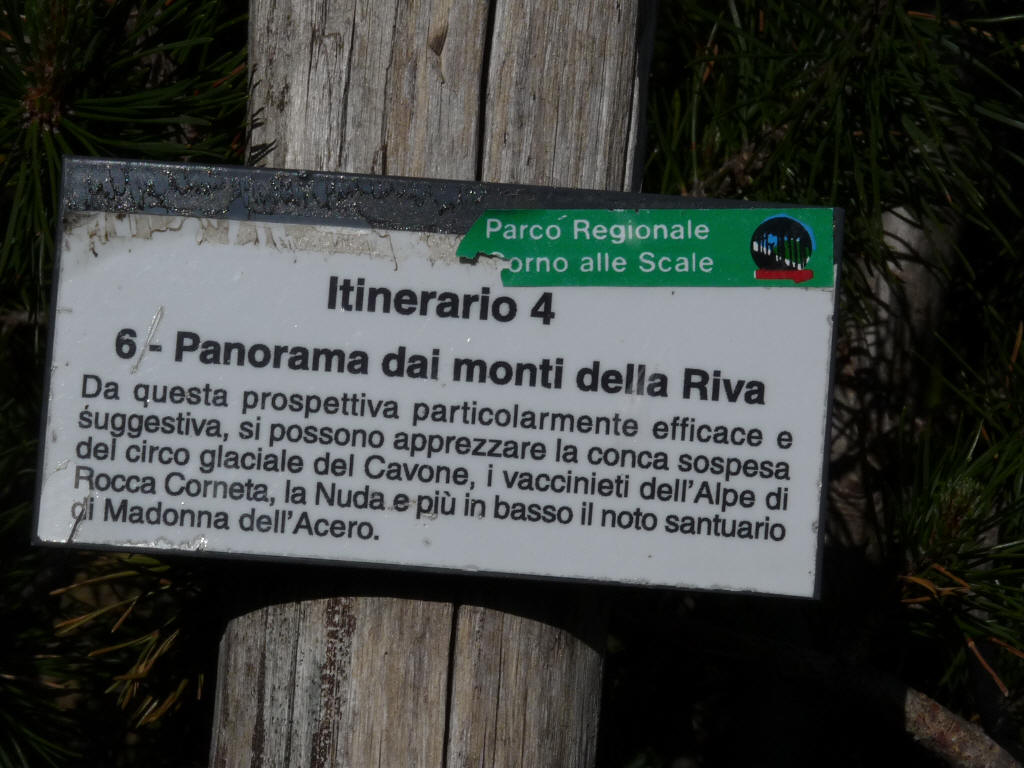 Parco Regionale
Corno alle Scale
Itinerario 4
6 - Panorama dai monti della Riva
Da questa prospettiva particolarmente efficace e
suggestiva, si possono apprezzare la conca sospesa
del circo glaciale del Cavone, i vaccinieti dell'Alpe di
Rocca Corneta, la Nuda e più in basso il noto santuario
di Madonna dell'Acero.